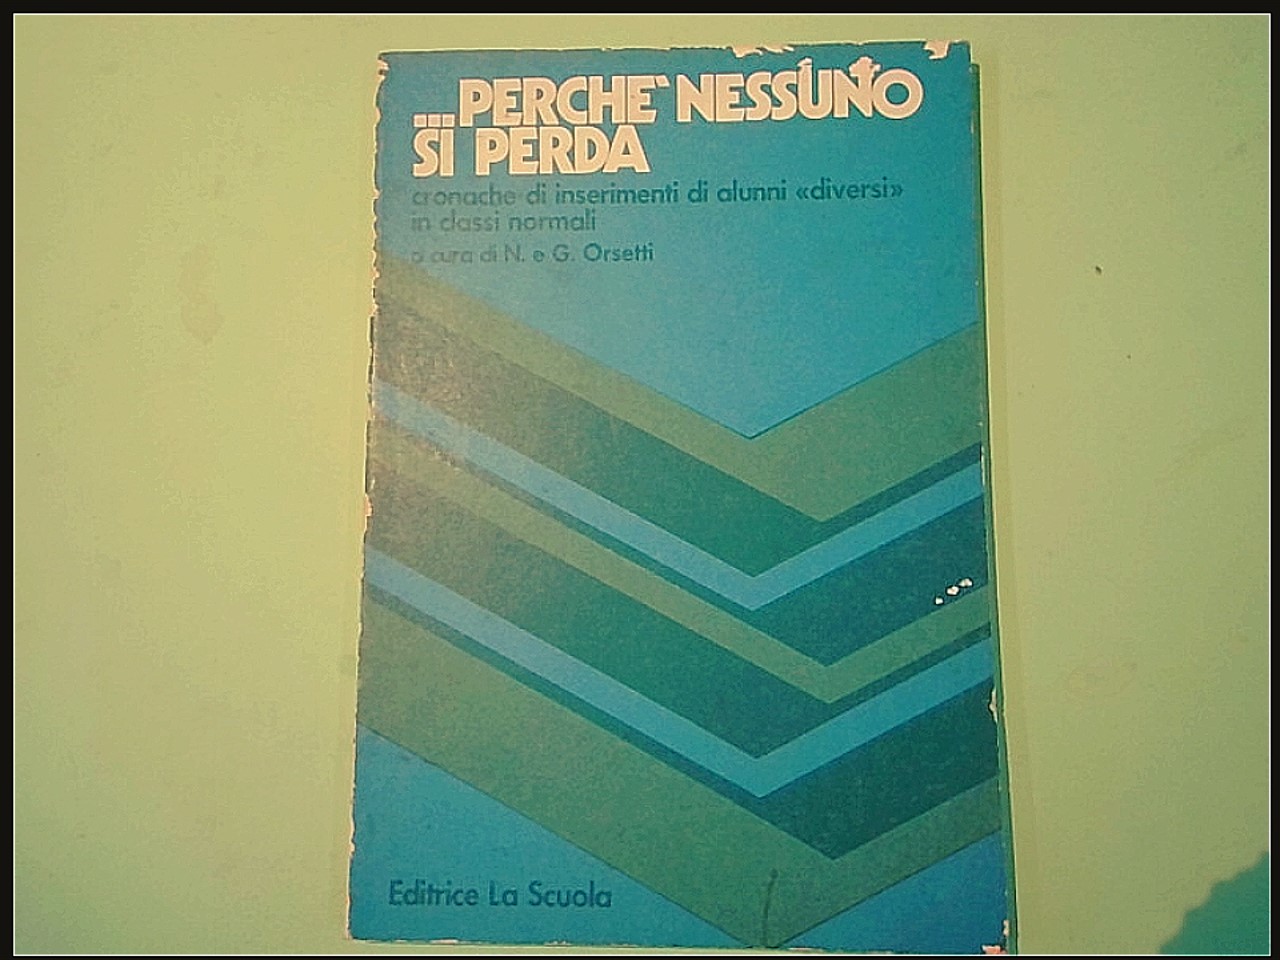 ...PERCHE` NESSUNO
SI PERDA
cronache di inserimenti di alunni «diversi»
in classi normali
a cura di N. e G. Orsetti
Editrice La Scuola